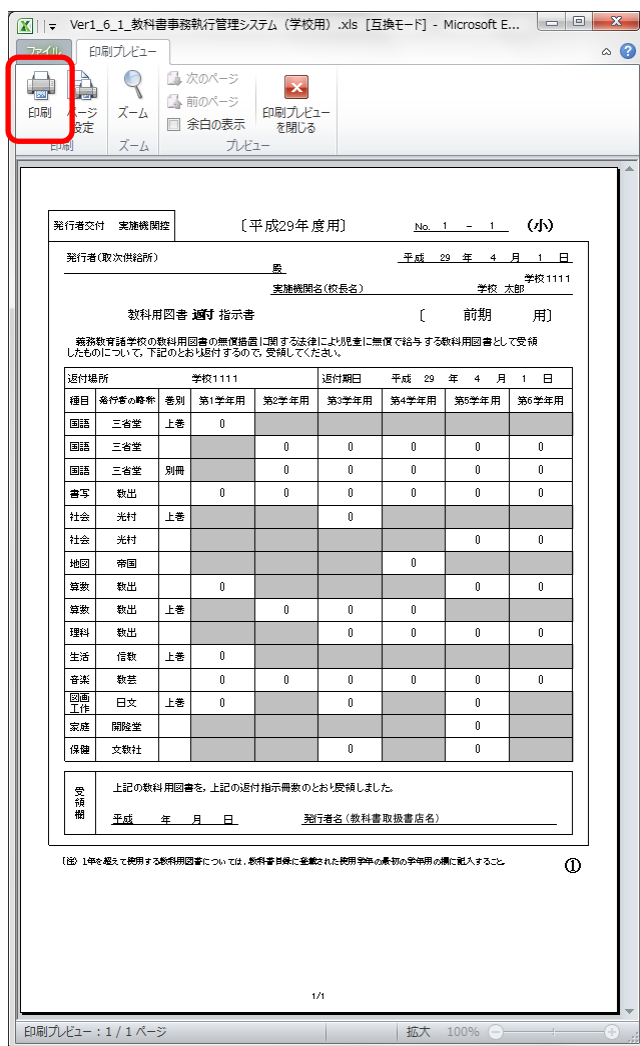 Ver1_6_1_教科書事務執行管理システム（学校用）.xls [互換モード] - Microsoft E...
ファイル 印刷プレビュー
印刷 ページ設定 ズーム 次のページ 前のページ 余白の表示 印刷プレビューを閉じる
印刷 ズーム プレビュー
発行者交付 実施機関控 〔平成29年度用〕 No. 1 - 1 （小）
発行者（取次供給所） 平成 29 年 4 月 1 日
殿 学校1111
実施機関名（校長名） 学校 太郎
教科用図書 返付 指示書 〔 前期 用〕
義務教育諸学校の教科用図書の無償措置に関する法律により児童に無償で給与する教科用図書として受領
したものについて，下記のとおり返付するので，受領してください。
返付場所 学校1111 返付期日 平成 29 年 4 月 1 日
種目 発行者の略称 巻別 第1学年用 第2学年用 第3学年用 第4学年用 第5学年用 第6学年用
国語 三省堂 上巻 0
国語 三省堂 0 0 0 0 0
国語 三省堂 別冊 0 0 0 0 0
書写 教出 0 0 0 0 0 0
社会 光村 上巻 0
社会 光村 0 0
地図 帝国 0
算数 教出 0 0 0
算数 教出 上巻 0 0 0
理科 教出 0 0 0 0
生活 信教 上巻 0
音楽 教芸 0 0 0 0 0 0
図画工作 日文 上巻 0 0 0
家庭 開隆堂 0
保健 文教社 0 0
受領欄 上記の教科用図書を，上記の返付指示冊数のとおり受領しました。
平成 年 月 日 発行者名（教科書取扱書店名）
〔注〕 1年を超えて使用する教科用図書については，教科書目録に登載された使用学年の最初の学年用の欄に記入すること。 ①
1/1
印刷プレビュー：1 / 1 ページ 拡大 100%